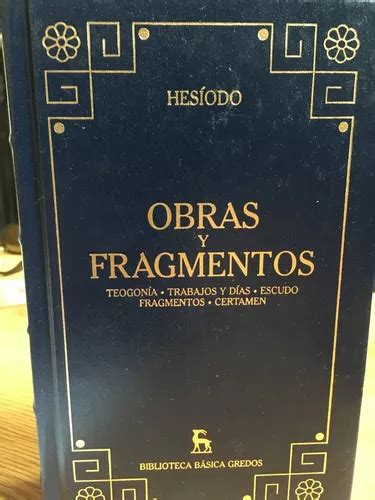 HESÍODO
OBRAS
Y
FRAGMENTOS
TEOGONÍA • TRABAJOS Y DÍAS • ESCUDO
FRAGMENTOS • CERTAMEN
BIBLIOTECA BÁSICA GREDOS